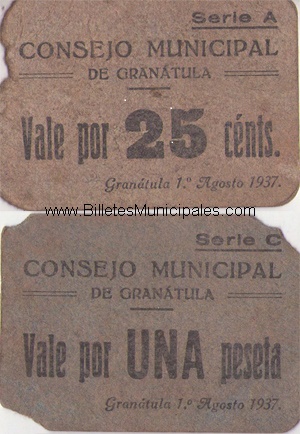 Serie A
CONSEJO MUNICIPAL
DE GRANÁTULA
Vale por 25 cénts.
Granátula 1.º Agosto 1937.
www.BilletesMunicipales.com
Serie C
CONSEJO MUNICIPAL
DE GRANÁTULA
Vale por UNA peseta
Granátula 1.º Agosto 1937.